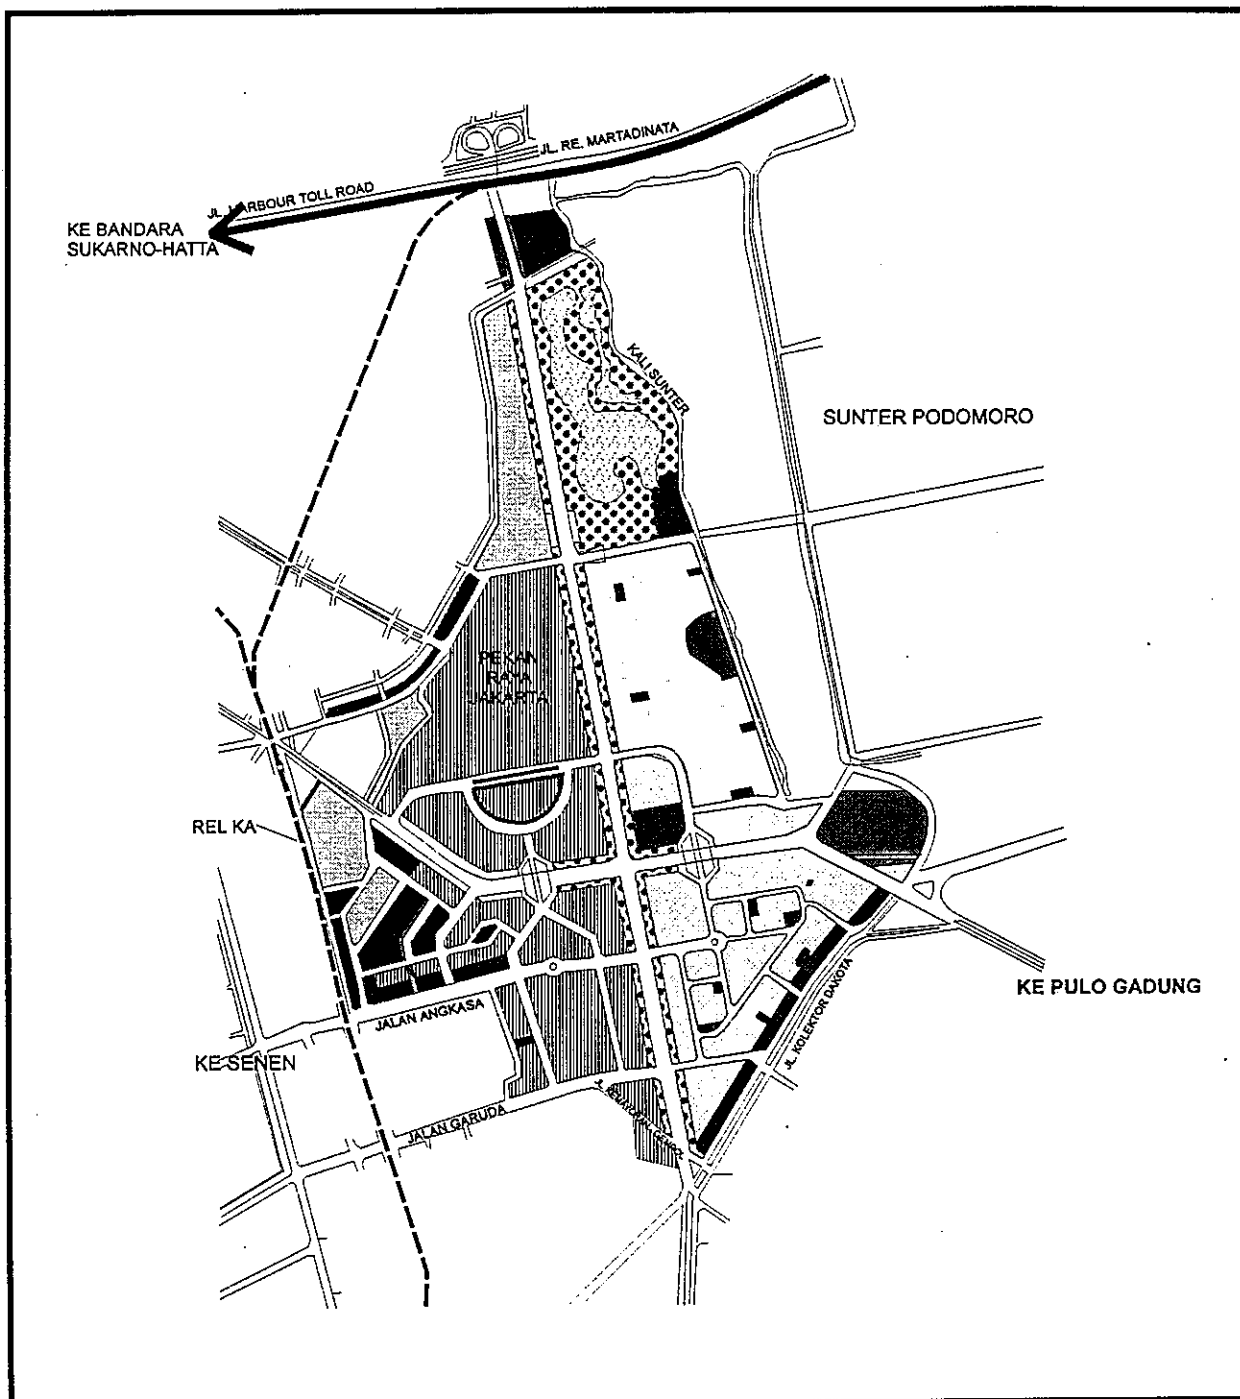 JL. RE. MARTADINATA
JL. HARBOUR TOLL ROAD
KE BANDARA
SUKARNO-HATTA
KALI SUNTER
SUNTER PODOMORO
PEKAN
RAYA
JAKARTA
REL KA
KE PULO GADUNG
JALAN ANGKASA
JL. KOLEKTOR DAKOTA
KE SENEN
JALAN GARUDA